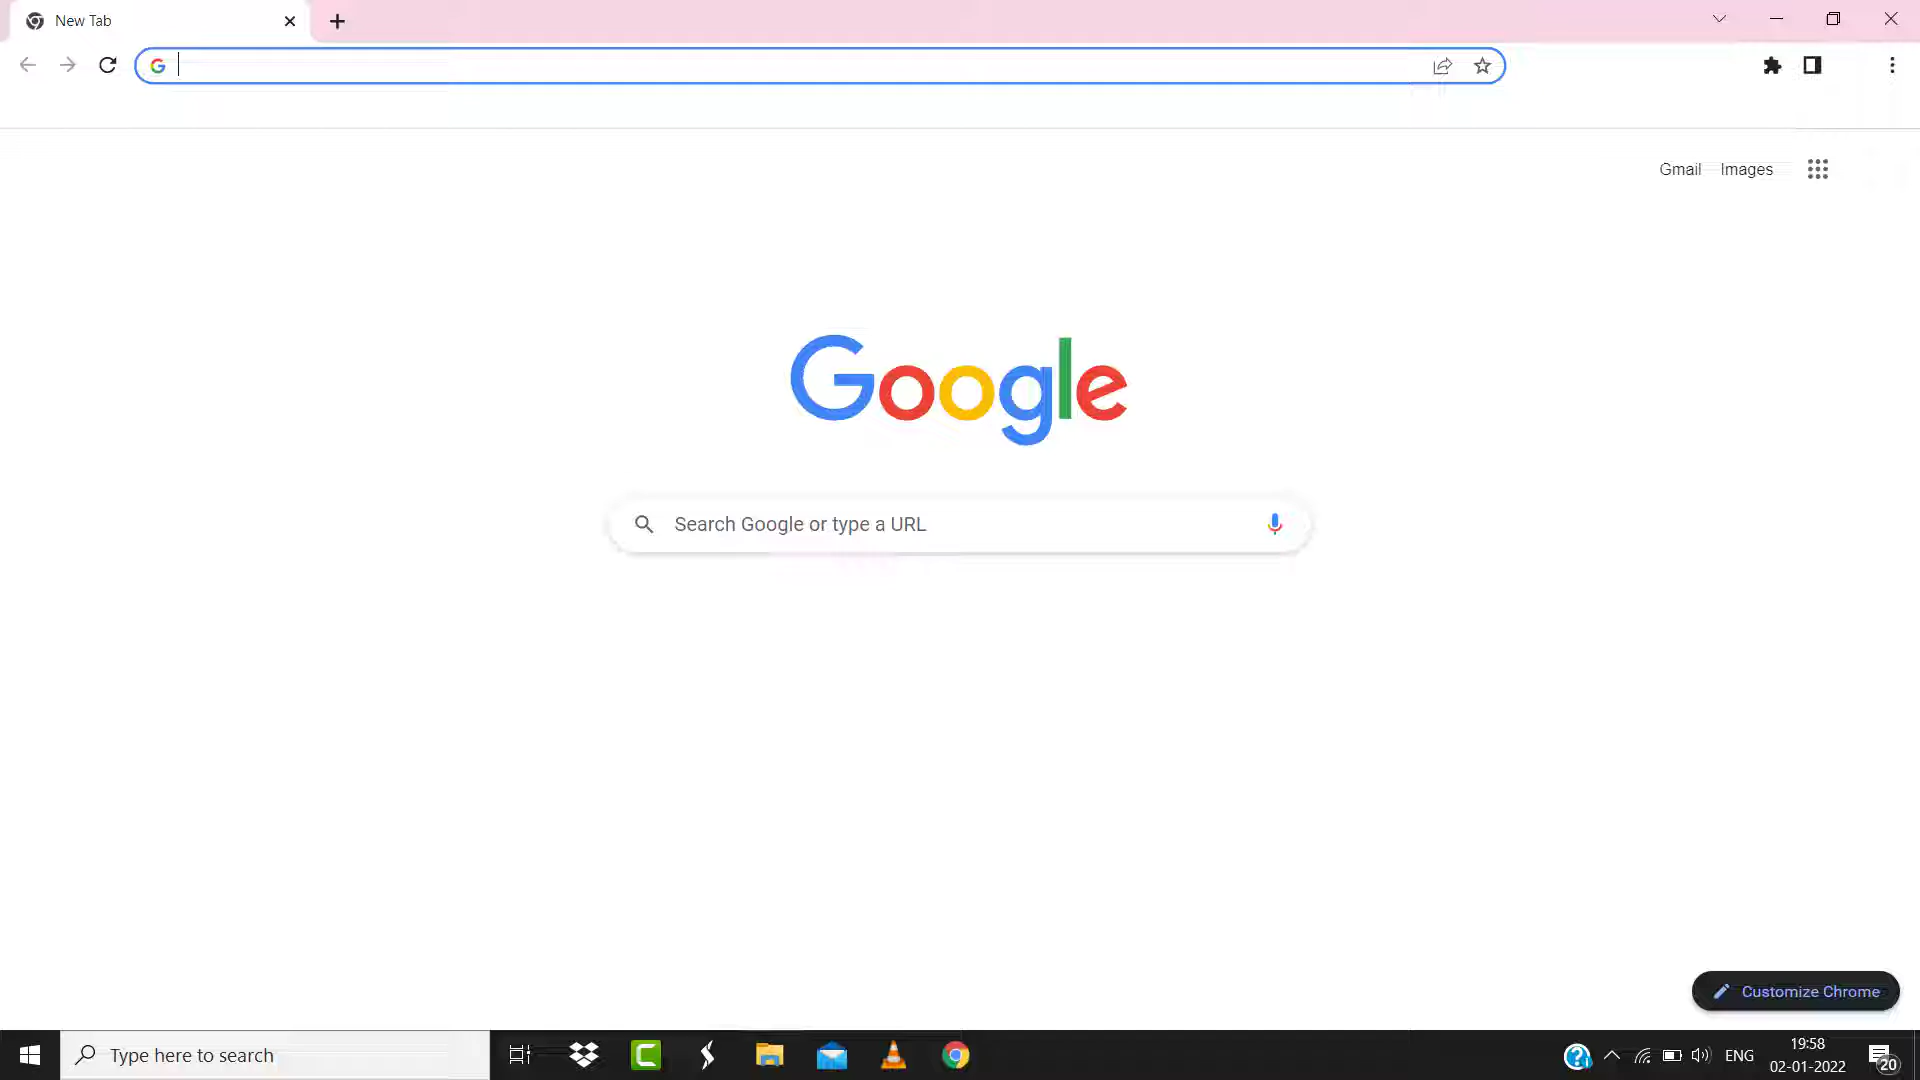 New Tab
Gmail Images
Google
Search Google or type a URL
Customize Chrome
Type here to search
ENG
19:58
02-01-2022
20